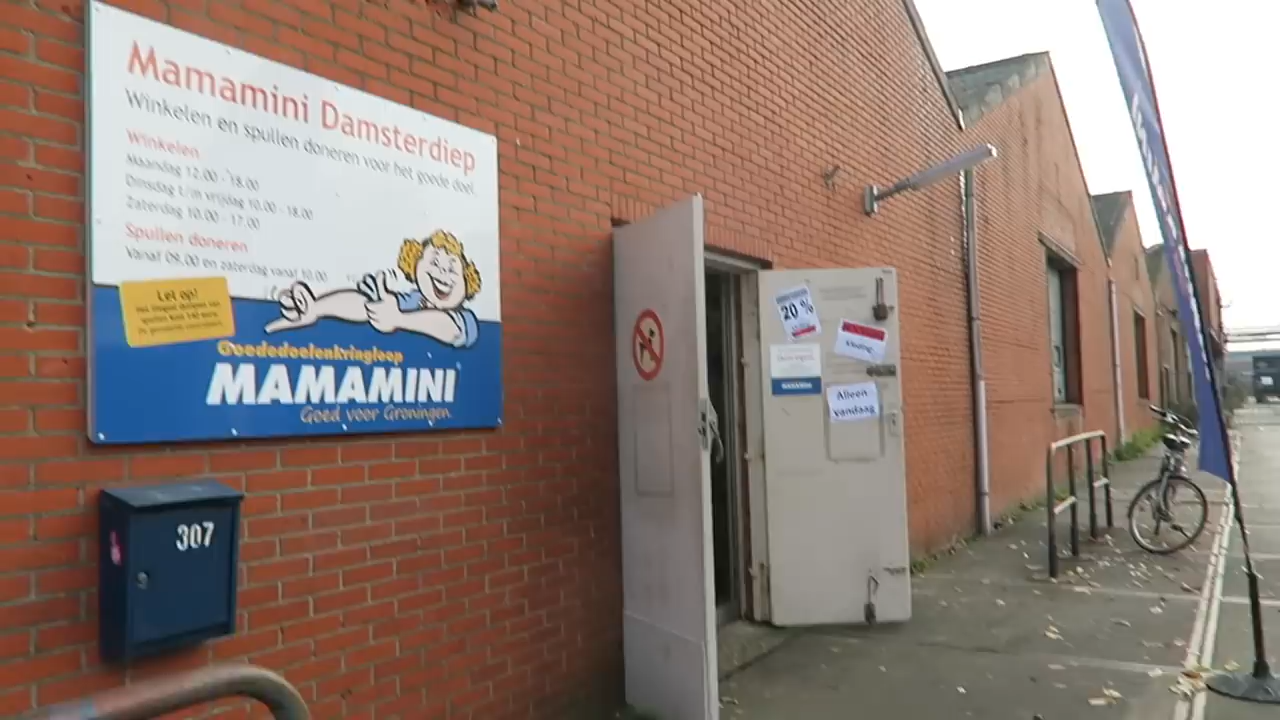 Mamamini Damsterdiep
Winkelen en spullen doneren voor het goede doel.
Winkelen
Maandag 12.00 - 18.00
Dinsdag t/m vrijdag 10.00 - 18.00
Zaterdag 10.00 - 17.00
Spullen doneren
Vanaf 09.00 en zaterdag vanaf 10.00
Let op!
Goededoelenkringloop
MAMAMINI
Goed voor Groningen
307
20%
kleding
MAMAMINI
Alleen
vandaag